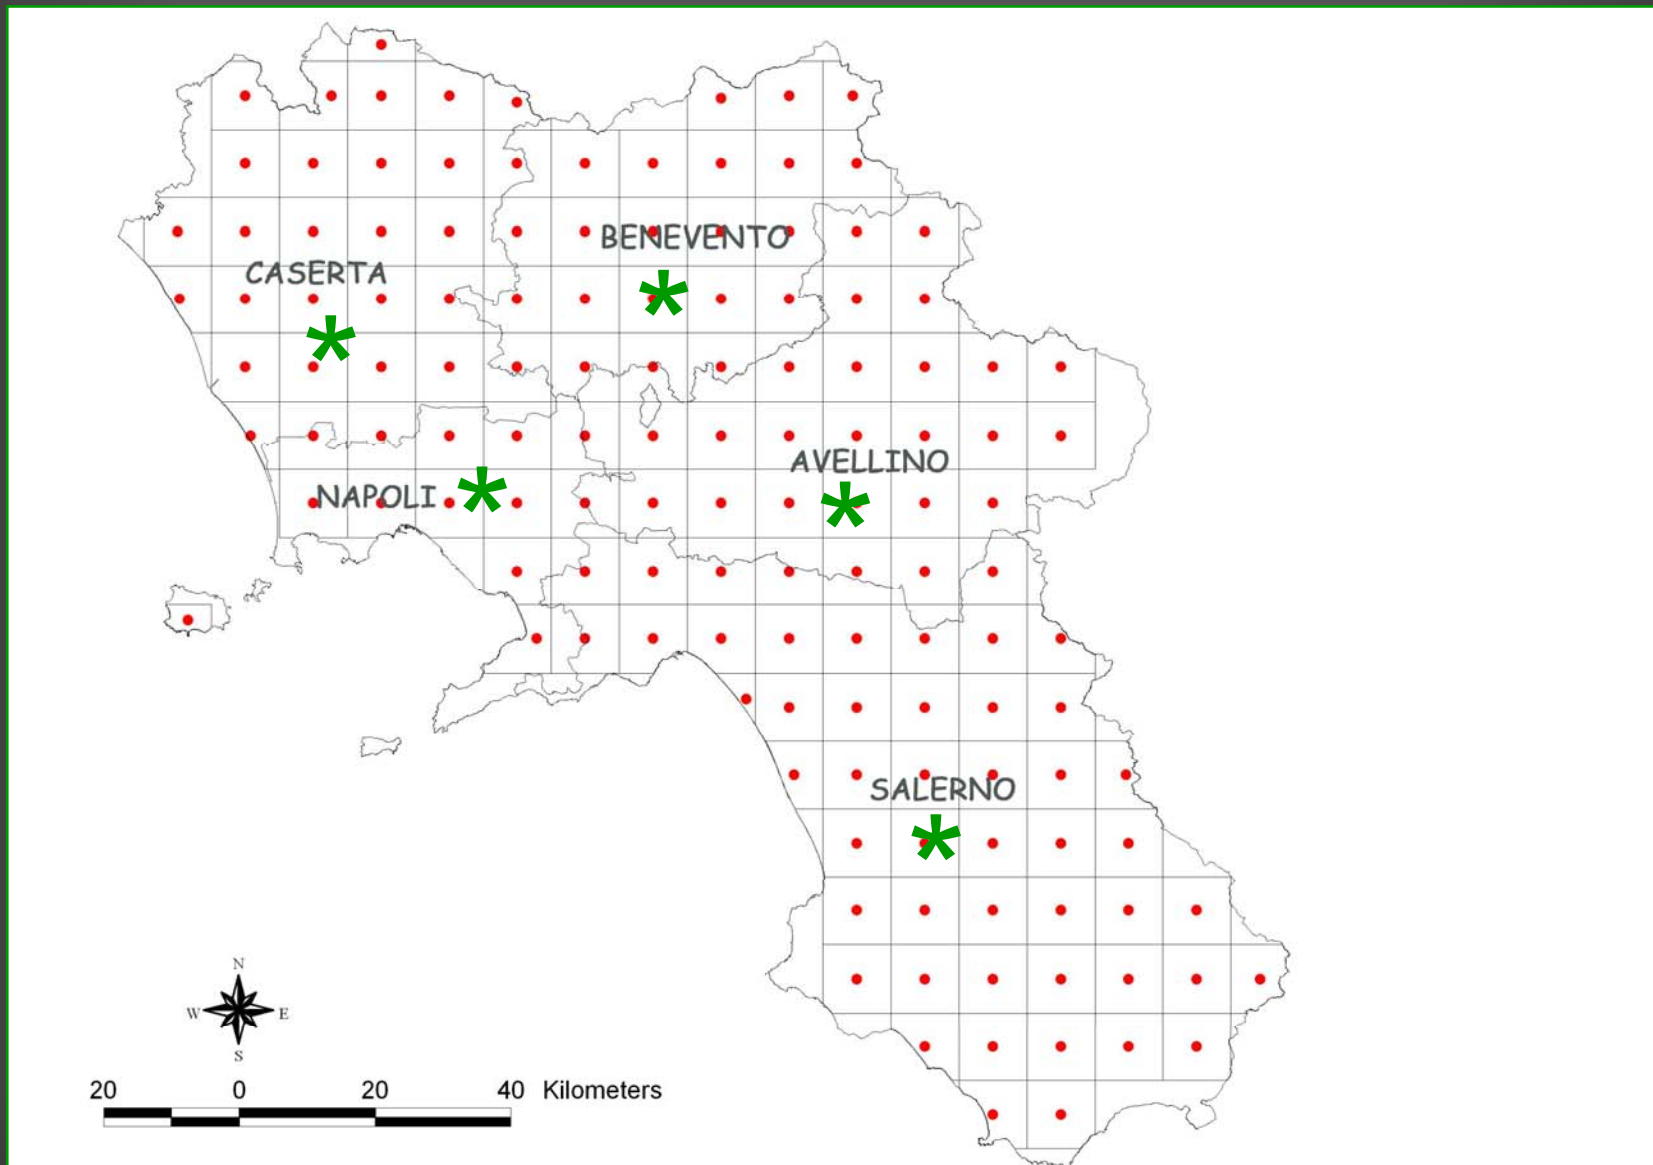 BENEVENTO
CASERTA
AVELLINO
NAPOLI
SALERNO
N
W E
S
20 0 20 40 Kilometers